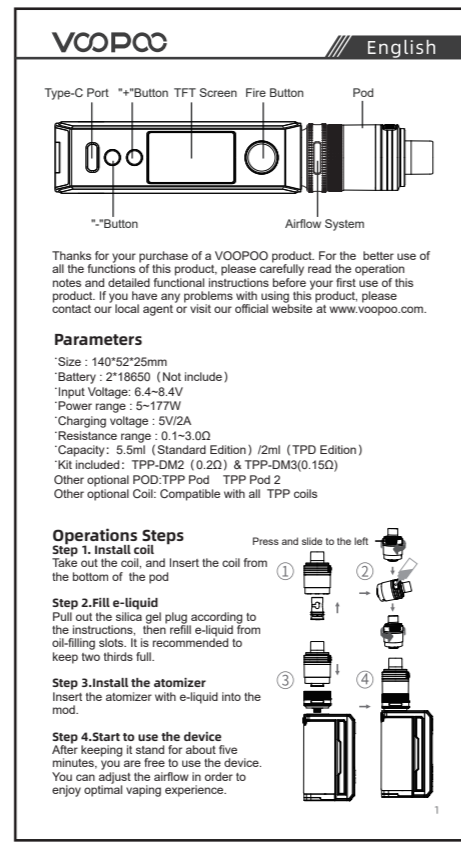 VOOPOO
English
Type-C Port "+"Button TFT Screen Fire Button Pod
"-"Button Airflow System
Thanks for your purchase of a VOOPOO product. For the better use of
all the functions of this product, please carefully read the operation
notes and detailed functional instructions before your first use of this
product. If you have any problems with using this product, please
contact our local agent or visit our official website at www.voopoo.com.
Parameters
·Size : 140*52*25mm
·Battery : 2*18650（Not include）
·Input Voltage: 6.4~8.4V
·Power range : 5~177W
·Charging voltage : 5V/2A
·Resistance range : 0.1~3.0Ω
·Capacity：5.5ml（Standard Edition）/2ml（TPD Edition）
·Kit included：TPP-DM2（0.2Ω）& TPP-DM3(0.15Ω)
Other optional POD:TPP Pod TPP Pod 2
Other optional Coil: Compatible with all TPP coils
Operations Steps
Step 1. Install coil
Take out the coil, and Insert the coil from
the bottom of the pod
Step 2.Fill e-liquid
Pull out the silica gel plug according to
the instructions, then refill e-liquid from
oil-filling slots. It is recommended to
keep two thirds full.
Step 3.Install the atomizer
Insert the atomizer with e-liquid into the
mod.
Step 4.Start to use the device
After keeping it stand for about five
minutes, you are free to use the device.
You can adjust the airflow in order to
enjoy optimal vaping experience.
Press and slide to the left
① ②
③ ④
1